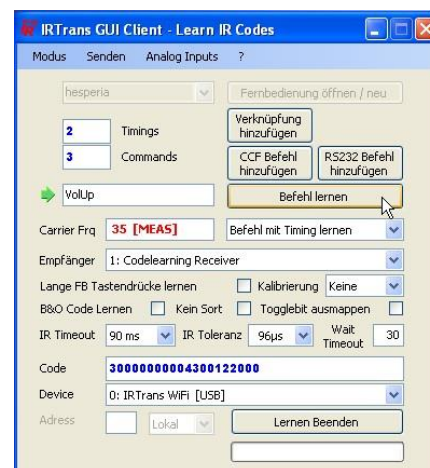 IRTrans GUI Client - Learn IR Codes
Modus Senden Analog Inputs ?
hesperia Fernbedienung öffnen / neu
2 Timings Verknüpfung hinzufügen
3 Commands CCF Befehl hinzufügen RS232 Befehl hinzufügen
VolUp Befehl lernen
Carrier Frq 35 [MEAS] Befehl mit Timing lernen
Empfänger 1: Codelearning Receiver
Lange FB Tastendrücke lernen Kalibrierung Keine
B&O Code Lernen Kein Sort Togglebit ausmappen
IR Timeout 90 ms IR Toleranz 96µs Wait Timeout 30
Code 30000000004300122000
Device 0: IRTrans WiFi [USB]
Adress Lokal Lernen Beenden